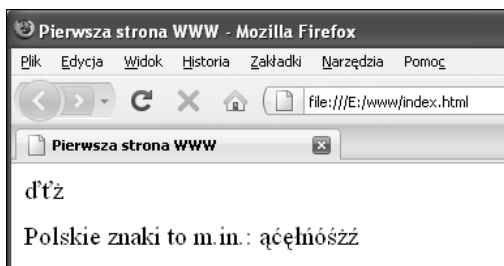 Pierwsza strona WWW - Mozilla Firefox
Plik Edycja Widok Historia Zakładki Narzędzia Pomoc
file:///E:/www/index.html
Pierwsza strona WWW
ďťż
Polskie znaki to m.in.: ąćęłńóśżź